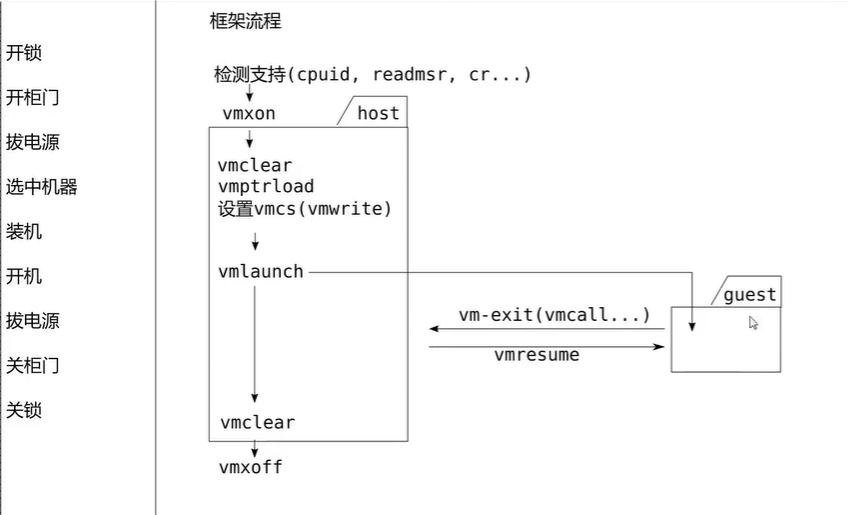 开锁
开柜门
拔电源
选中机器
装机
开机
拔电源
关柜门
关锁
框架流程
检测支持(cpuid, readmsr, cr...)
vmxon
host
vmclear
vmptrload
设置vmcs(vmwrite)
vmlaunch
guest
vm-exit(vmcall...)
vmresume
vmclear
vmxoff